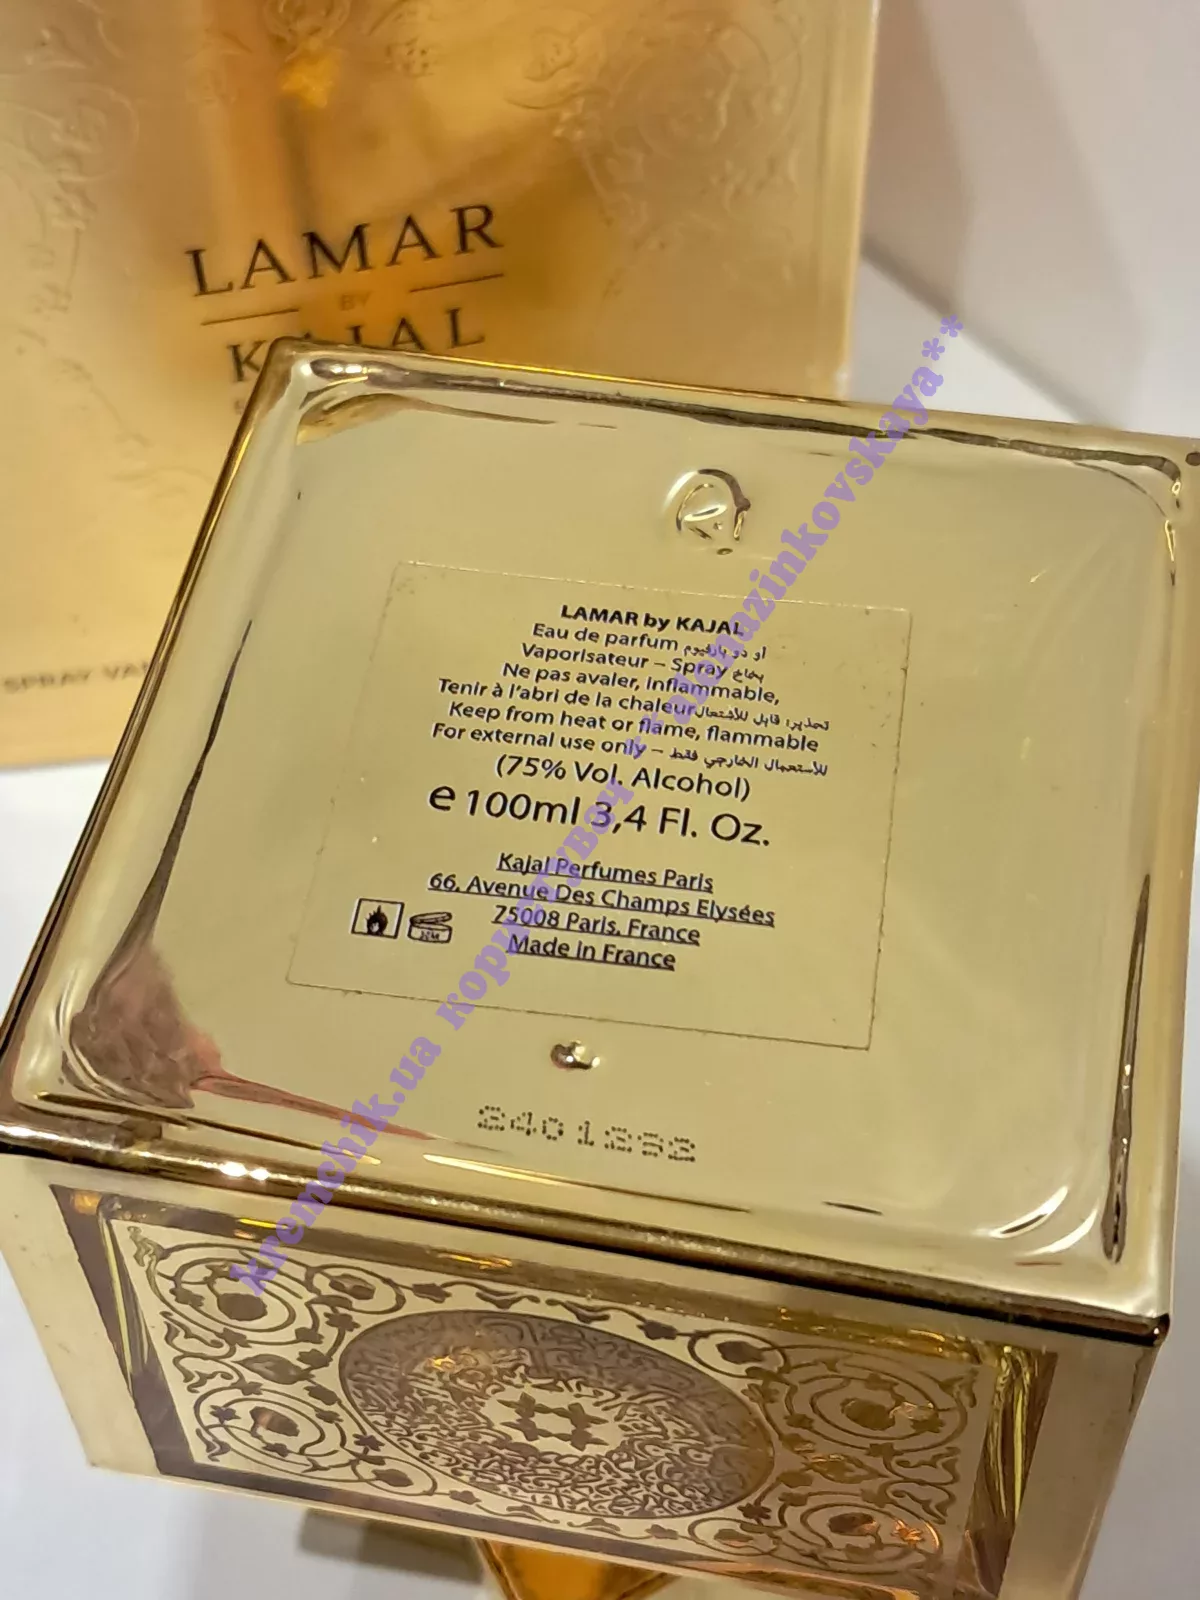 LAMAR
BY
KAJAL
SPRAY VA
LAMAR by KAJAL
Eau de parfum او دو بارفيوم
Vaporisateur – Spray بخاخ
Ne pas avaler, inflammable,
Tenir à l'abri de la chaleur تحذير: قابل للأشتعال
Keep from heat or flame, flammable
For external use only – للأستعمال الخارجي فقط
(75% Vol. Alcohol)
e 100ml 3,4 Fl. Oz.
Kajal Perfumes Paris
66, Avenue Des Champs Elysées
75008 Paris, France
Made in France
2401252
kremchik.ua користувач **alenazinkovskaya**